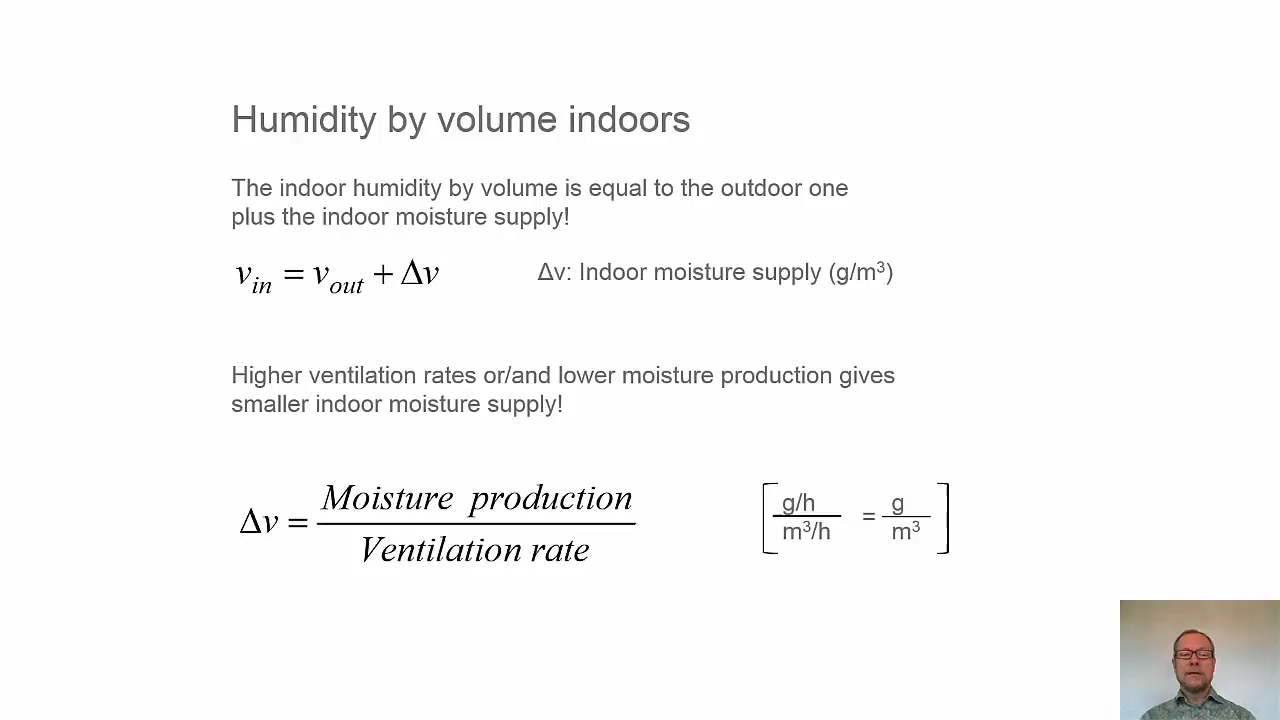 Humidity by volume indoors
The indoor humidity by volume is equal to the outdoor one
plus the indoor moisture supply!
v_in = v_out + Δv
Δv: Indoor moisture supply (g/m³)
Higher ventilation rates or/and lower moisture production gives
smaller indoor moisture supply!
Δv = Moisture production / Ventilation rate
[ g/h / m³/h = g / m³ ]